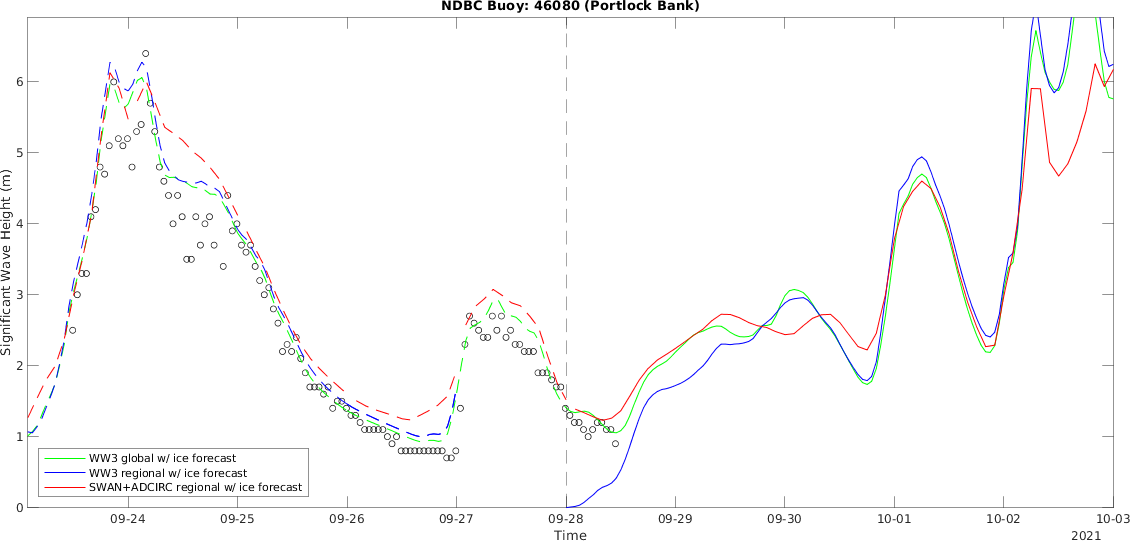 NDBC Buoy: 46080 (Portlock Bank)
Significant Wave Height (m)
6
5
4
3
2
1
0
WW3 global w/ ice forecast
WW3 regional w/ ice forecast
SWAN+ADCIRC regional w/ ice forecast
09-24 09-25 09-26 09-27 09-28 09-29 09-30 10-01 10-02 10-03
Time
2021